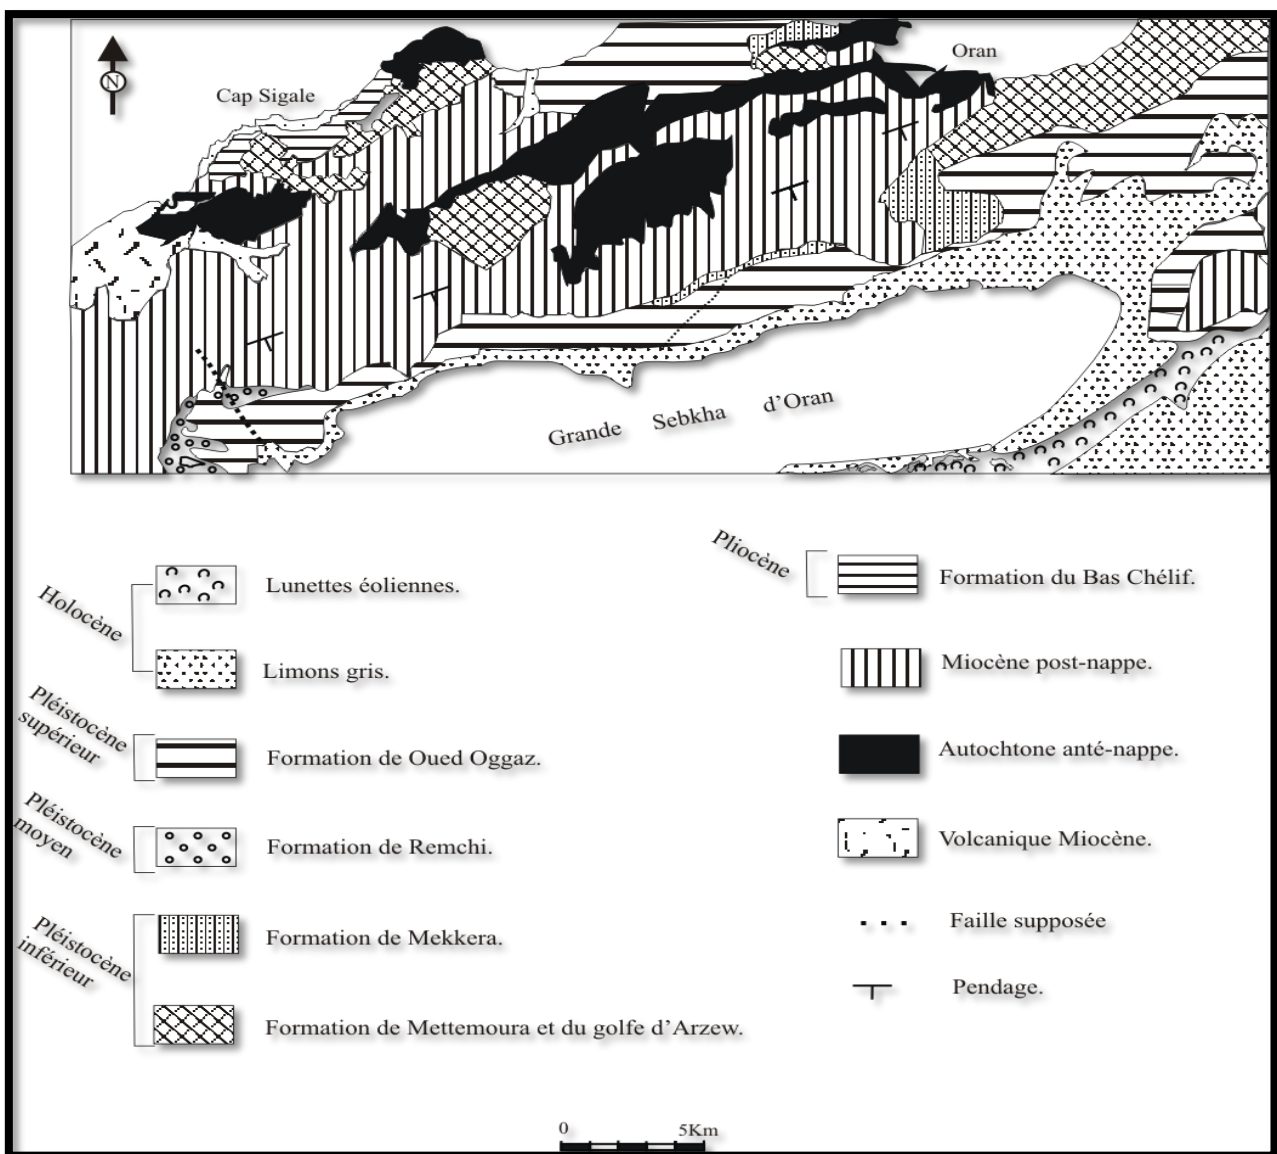 N
Cap Sigale
Oran
Grande Sebkha d'Oran
Holocène
Lunettes éoliennes.
Limons gris.
Pléistocène
supérieur
Formation de Oued Oggaz.
Pléistocène
moyen
Formation de Remchi.
Pléistocène
inférieur
Formation de Mekkera.
Formation de Mettemoura et du golfe d'Arzew.
Pliocène
Formation du Bas Chélif.
Miocène post-nappe.
Autochtone anté-nappe.
Volcanique Miocène.
Faille supposée
Pendage.
0 5Km